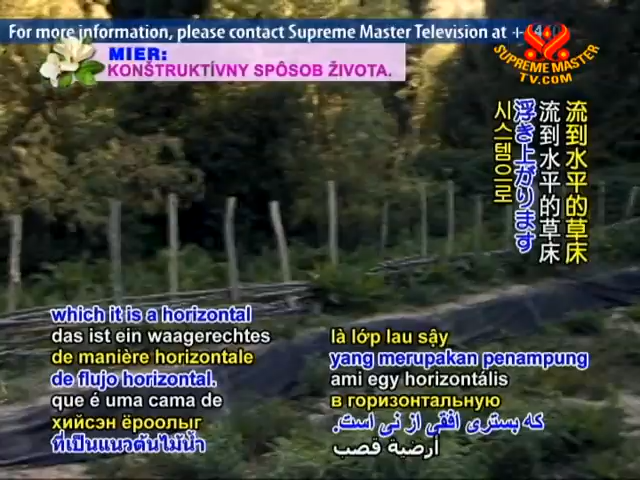 For more information, please contact Supreme Master Television at +
MIER:
KONŠTRUKTÍVNY SPÔSOB ŽIVOTA.
SUPREME MASTER
TV.COM
流到水平的草床
流到水平的草床
浮き上がります
시스템으로
which it is a horizontal
das ist ein waagerechtes
de manière horizontale
de flujo horizontal.
que é uma cama de
хийсэн ёроолыг
ที่เป็นแนวต้นไม้น้ำ
là lớp lau sậy
yang merupakan penampung
ami egy horizontális
в горизонтальную
که بستری افقی از نی است.
أرضية قصب